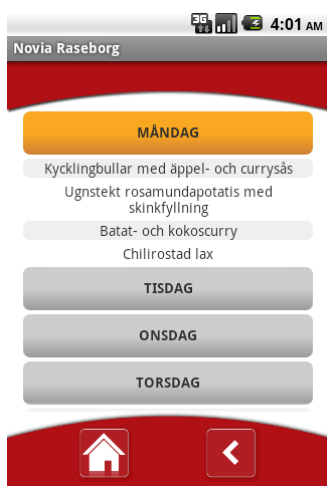 3G 4:01 AM
Novia Raseborg
MÅNDAG
Kycklingbullar med äppel- och currysås
Ugnstekt rosamundapotatis med
skinkfyllning
Batat- och kokoscurry
Chilirostad lax
TISDAG
ONSDAG
TORSDAG